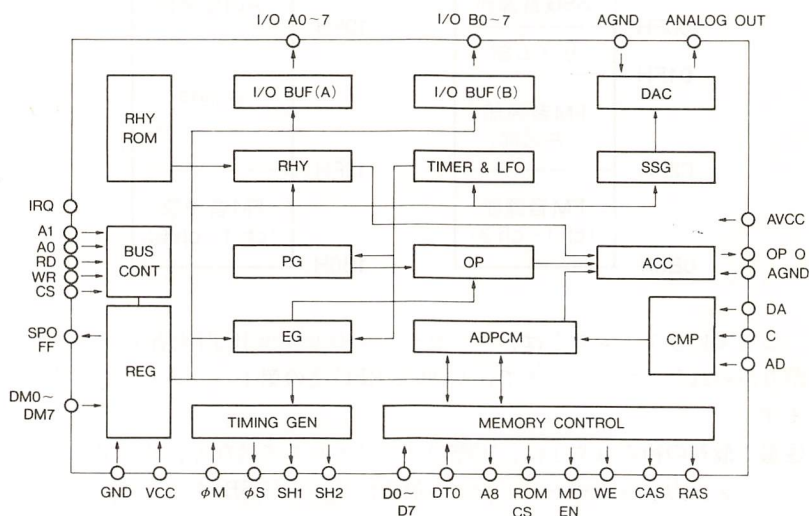 I/O A0~7
I/O B0~7
AGND
ANALOG OUT
RHY
ROM
I/O BUF(A)
I/O BUF(B)
DAC
RHY
TIMER & LFO
SSG
IRQ
A1
A0
RD
WR
CS
BUS
CONT
AVCC
PG
OP
ACC
OP O
AGND
SPO
FF
REG
EG
ADPCM
CMP
DA
C
AD
DM0~
DM7
TIMING GEN
MEMORY CONTROL
GND
VCC
φM
φS
SH1
SH2
D0~
D7
DT0
A8
ROM
CS
MD
EN
WE
CAS
RAS